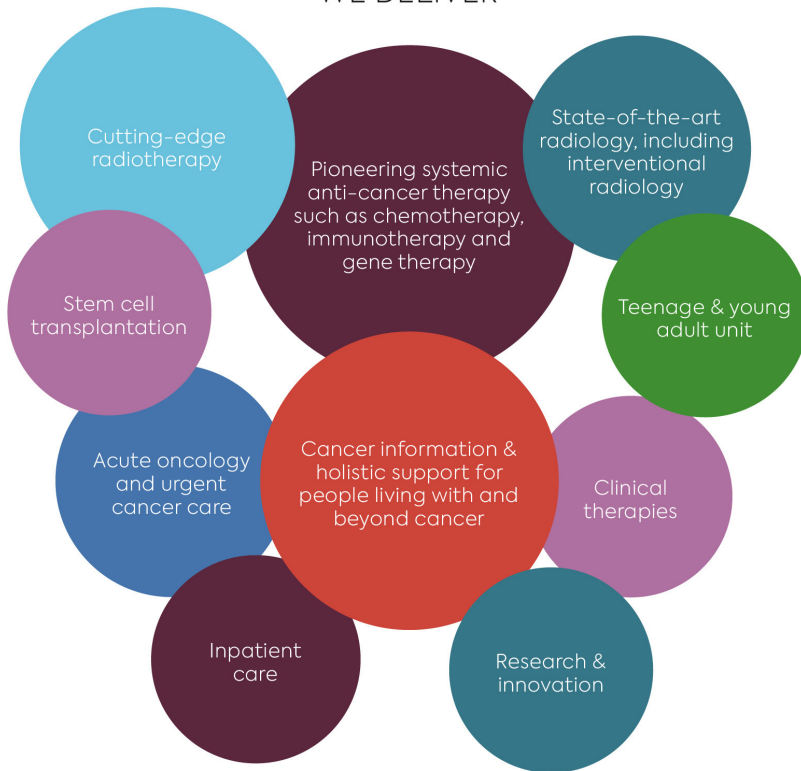 WE DELIVER
Cutting-edge
radiotherapy
Pioneering systemic
anti-cancer therapy
such as chemotherapy,
immunotherapy and
gene therapy
State-of-the-art
radiology, including
interventional
radiology
Stem cell
transplantation
Teenage & young
adult unit
Acute oncology
and urgent
cancer care
Cancer information &
holistic support for
people living with and
beyond cancer
Clinical
therapies
Inpatient
care
Research &
innovation